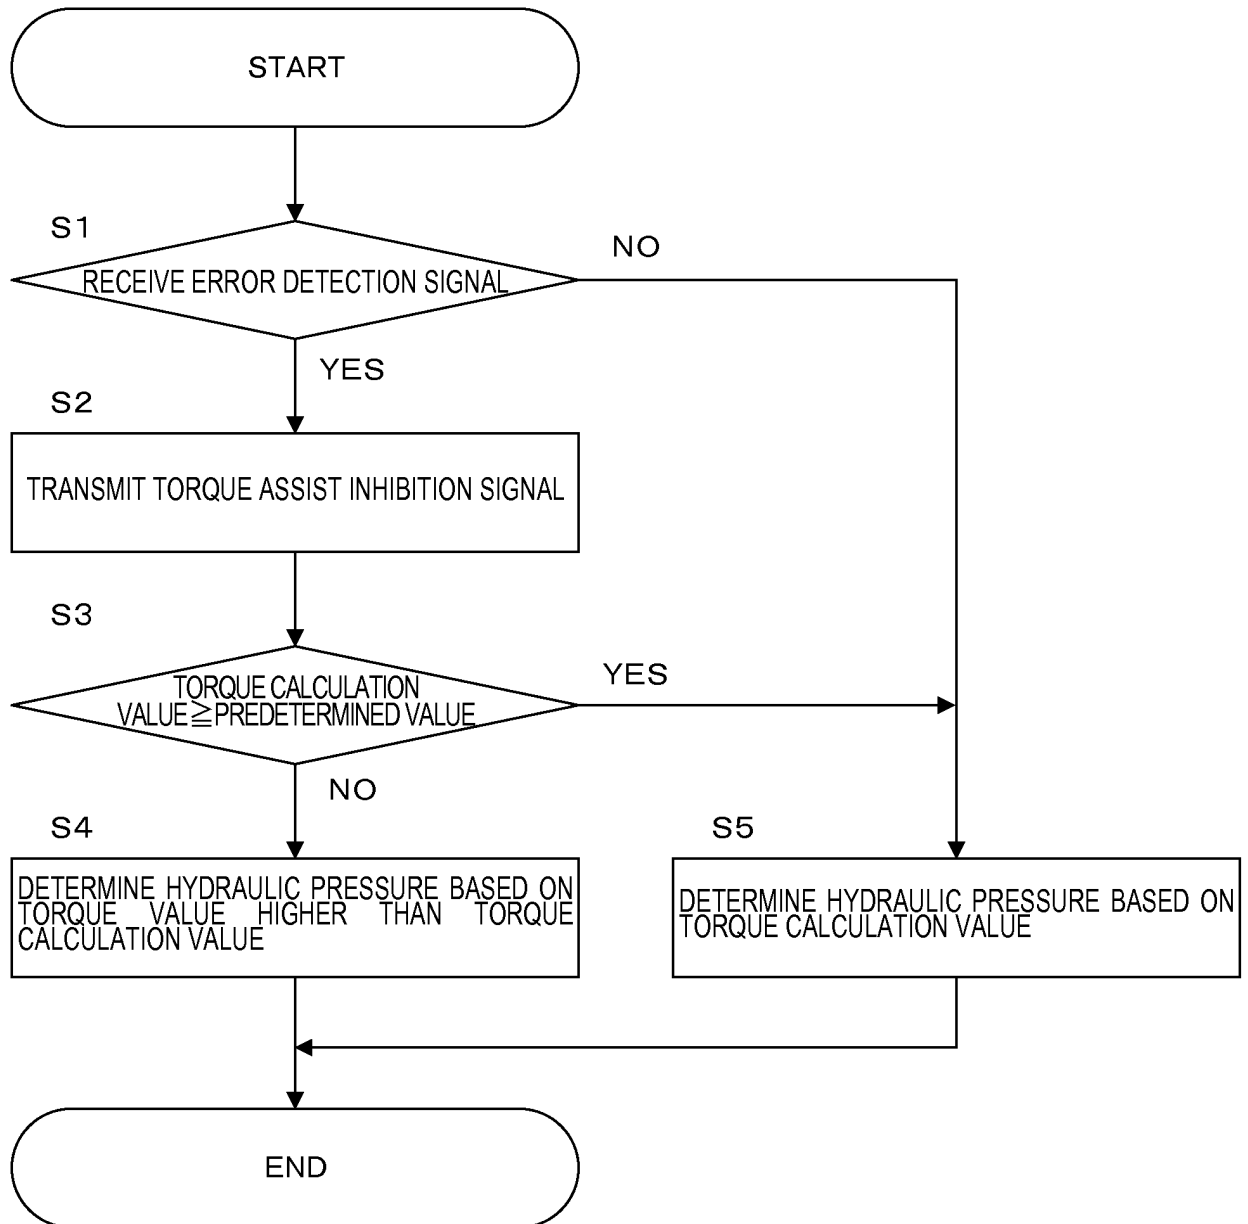 START
S1
RECEIVE ERROR DETECTION SIGNAL
NO
YES
S2
TRANSMIT TORQUE ASSIST INHIBITION SIGNAL
S3
TORQUE CALCULATION
VALUE≧PREDETERMINED VALUE
YES
NO
S4
DETERMINE HYDRAULIC PRESSURE BASED ON
TORQUE VALUE HIGHER THAN TORQUE
CALCULATION VALUE
S5
DETERMINE HYDRAULIC PRESSURE BASED ON
TORQUE CALCULATION VALUE
END